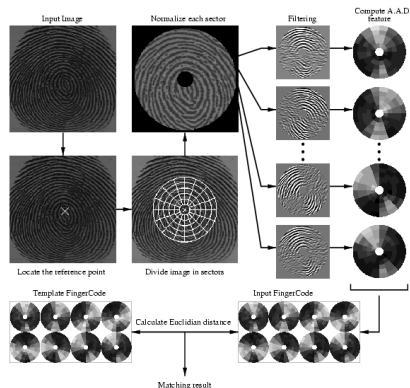 Input Image
Normalize each sector
Filtering
Compute A.A.D
feature
Locate the reference point
Divide image in sectors
Template FingerCode
Input FingerCode
Calculate Euclidian distance
Matching result